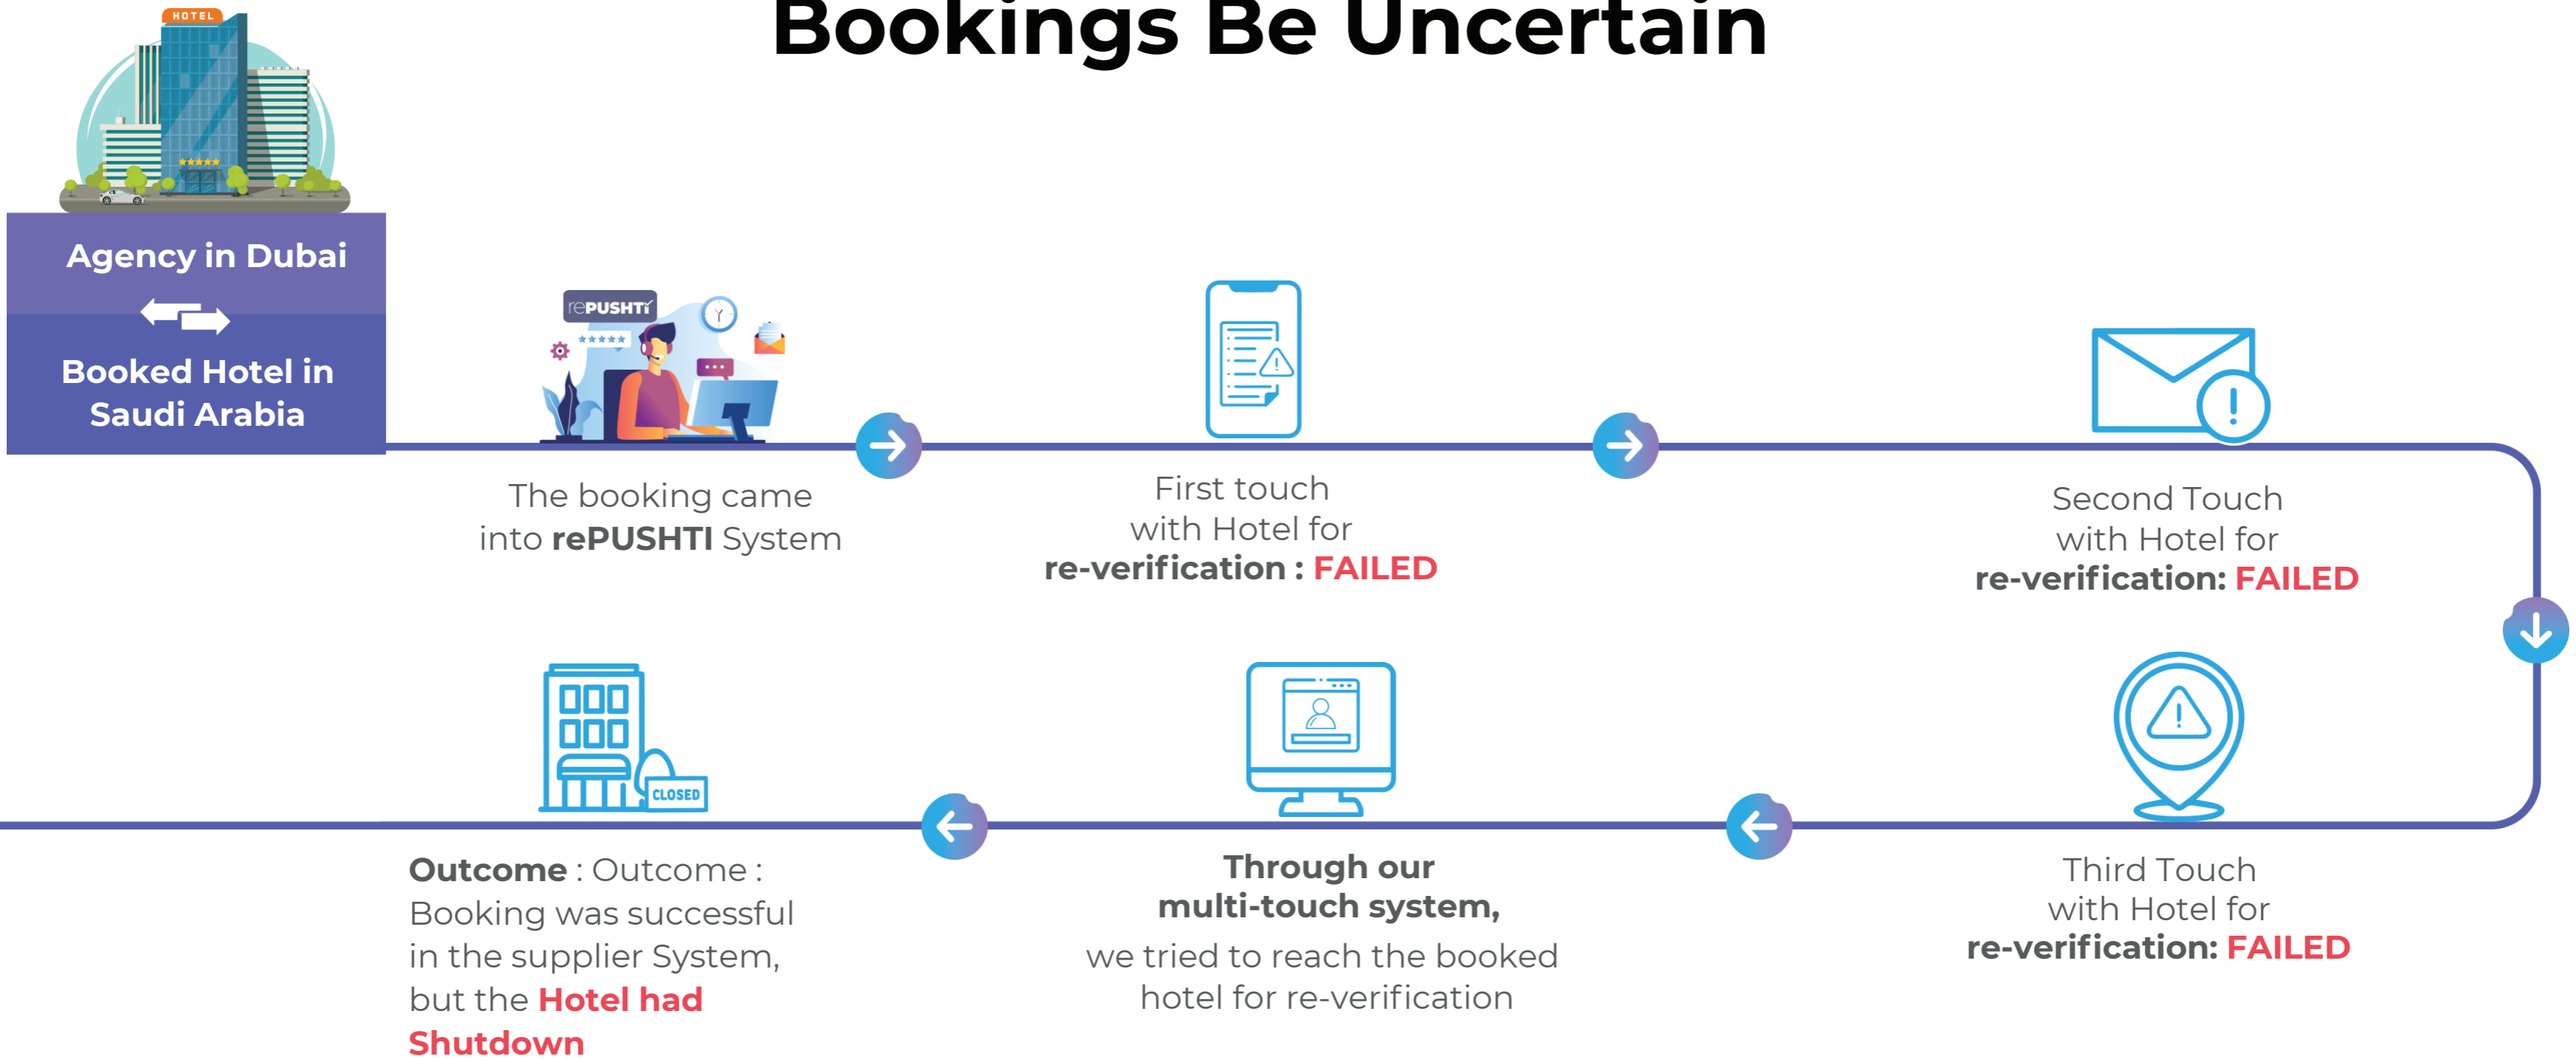 Bookings Be Uncertain
HOTEL
Agency in Dubai
Booked Hotel in
Saudi Arabia
rePUSHTi
The booking came
into rePUSHTI System
First touch
with Hotel for
re-verification : FAILED
Second Touch
with Hotel for
re-verification: FAILED
Third Touch
with Hotel for
re-verification: FAILED
Through our
multi-touch system,
we tried to reach the booked
hotel for re-verification
CLOSED
Outcome : Outcome :
Booking was successful
in the supplier System,
but the Hotel had
Shutdown